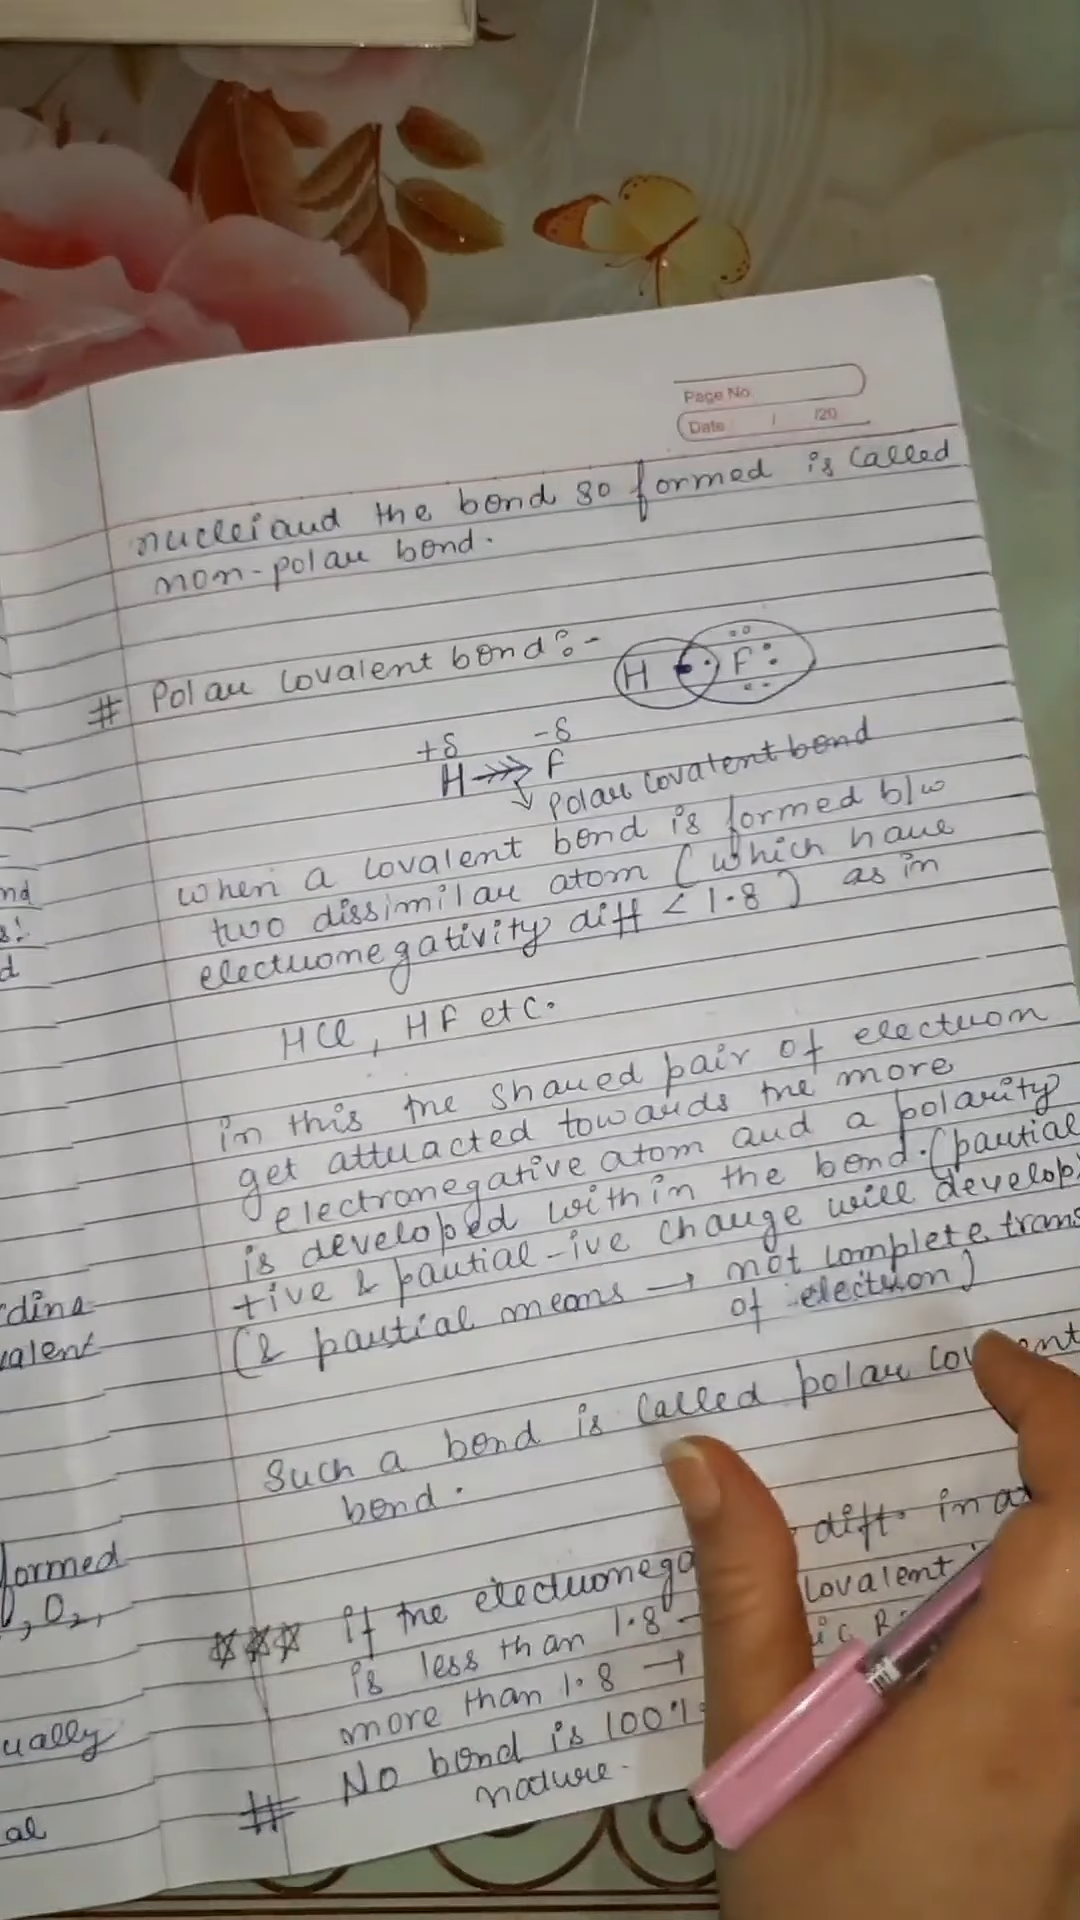 Page No.
Date / /20
nuclei and the bond so formed is called
non-polar bond.
# Polar covalent bond :-
H F
+δ -δ
H →>> F
↓ Polar covalent bond
when a covalent bond is formed b/w
two dissimilar atom (which have
electronegativity diff < 1.8) as in
HCl, HF etc.
in this the shared pair of electron
get attracted towards the more
electronegative atom and a polarity
is developed within the bond. (partial
+tive & partial -ive charge will develop
(& partial means → not complete trans
of electron)
Such a bond is called polar
bond.
*** if the diff. in
is less than 1.8 covalent
more than 1.8 →
# No bond is 100%
nature.
nd
d
valent
formed
, O2,
ually
al